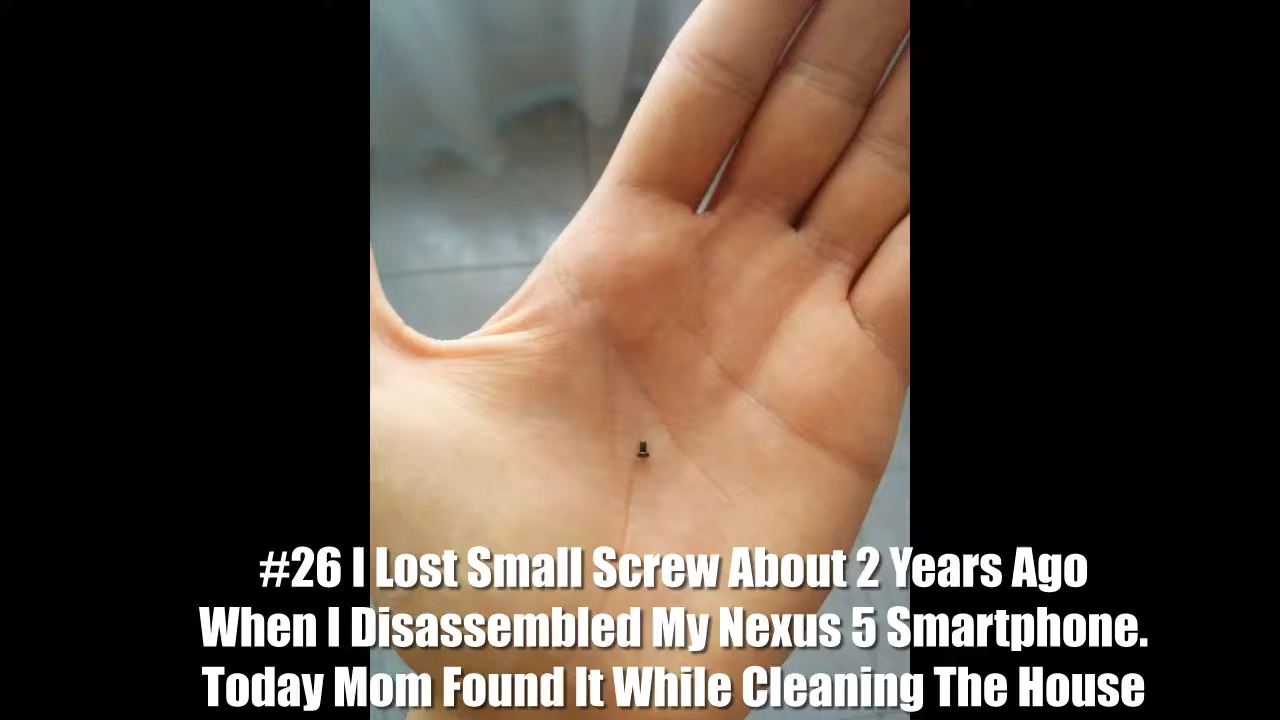 #26 I Lost Small Screw About 2 Years Ago
When I Disassembled My Nexus 5 Smartphone.
Today Mom Found It While Cleaning The House